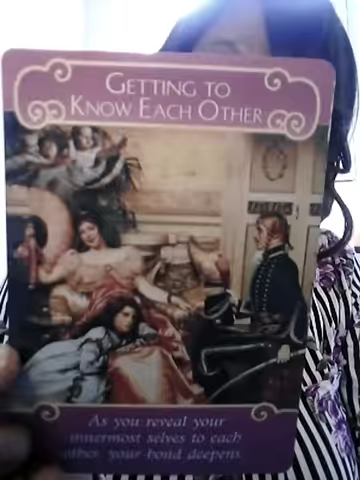 GETTING TO
KNOW EACH OTHER
As you reveal your
innermost selves to each
other, your bond deepens.